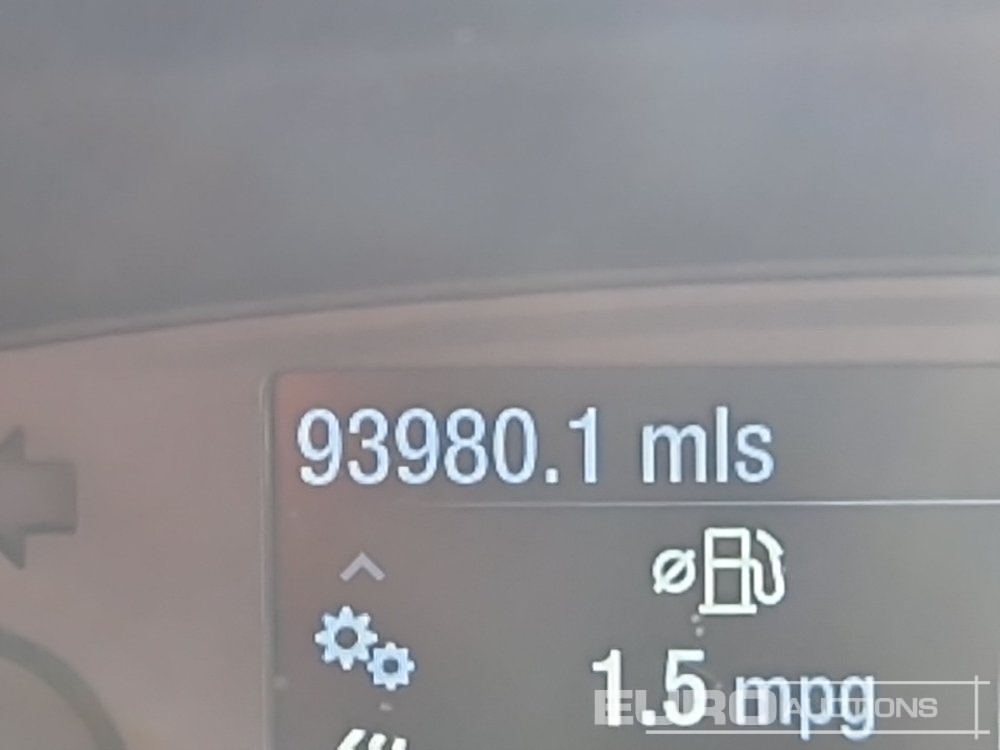 93980.1 mls
1.5 mpg
EURO AUCTIONS